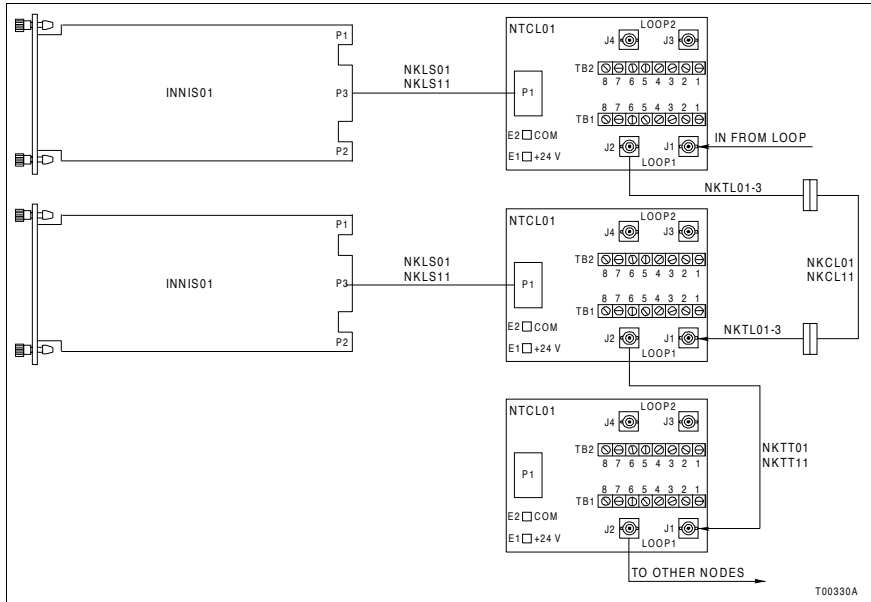 P1
INNIS01
P3
P2
NKLS01
NKLS11
NTCL01
LOOP2
J4
J3
TB2
8 7 6 5 4 3 2 1
P1
8 7 6 5 4 3 2 1
TB1
E2 COM
E1 +24 V
J2
J1
LOOP1
IN FROM LOOP
NKTL01-3
NKCL01
NKCL11
P1
INNIS01
P3
P2
NKLS01
NKLS11
NTCL01
LOOP2
J4
J3
TB2
8 7 6 5 4 3 2 1
P1
8 7 6 5 4 3 2 1
TB1
E2 COM
E1 +24 V
J2
J1
LOOP1
NKTL01-3
NKTT01
NKTT11
NTCL01
LOOP2
J4
J3
TB2
8 7 6 5 4 3 2 1
P1
8 7 6 5 4 3 2 1
TB1
E2 COM
E1 +24 V
J2
J1
LOOP1
TO OTHER NODES
T00330A